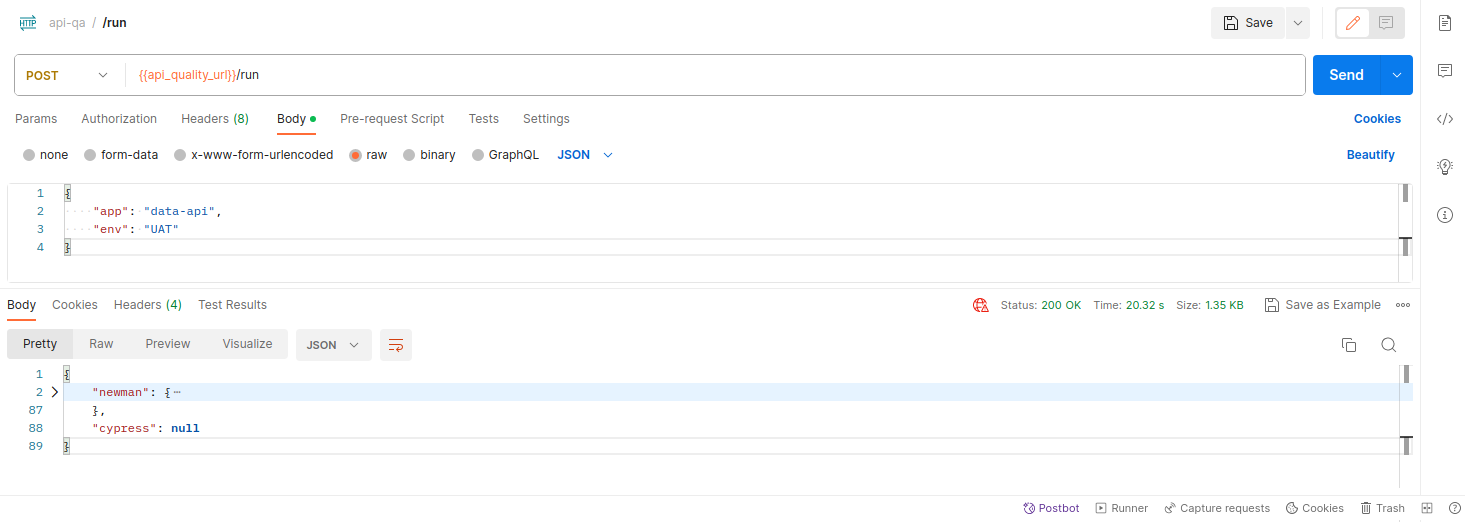 HTTP api-qa / /run Save
POST {{api_quality_url}}/run Send
Params Authorization Headers (8) Body Pre-request Script Tests Settings Cookies
none form-data x-www-form-urlencoded raw binary GraphQL JSON Beautify
1 {
2 "app": "data-api",
3 "env": "UAT"
4 }
Body Cookies Headers (4) Test Results Status: 200 OK Time: 20.32 s Size: 1.35 KB Save as Example
Pretty Raw Preview Visualize JSON
1 {
2 "newman": {
87 },
88 "cypress": null
89 }
Postbot Runner Capture requests Cookies Trash